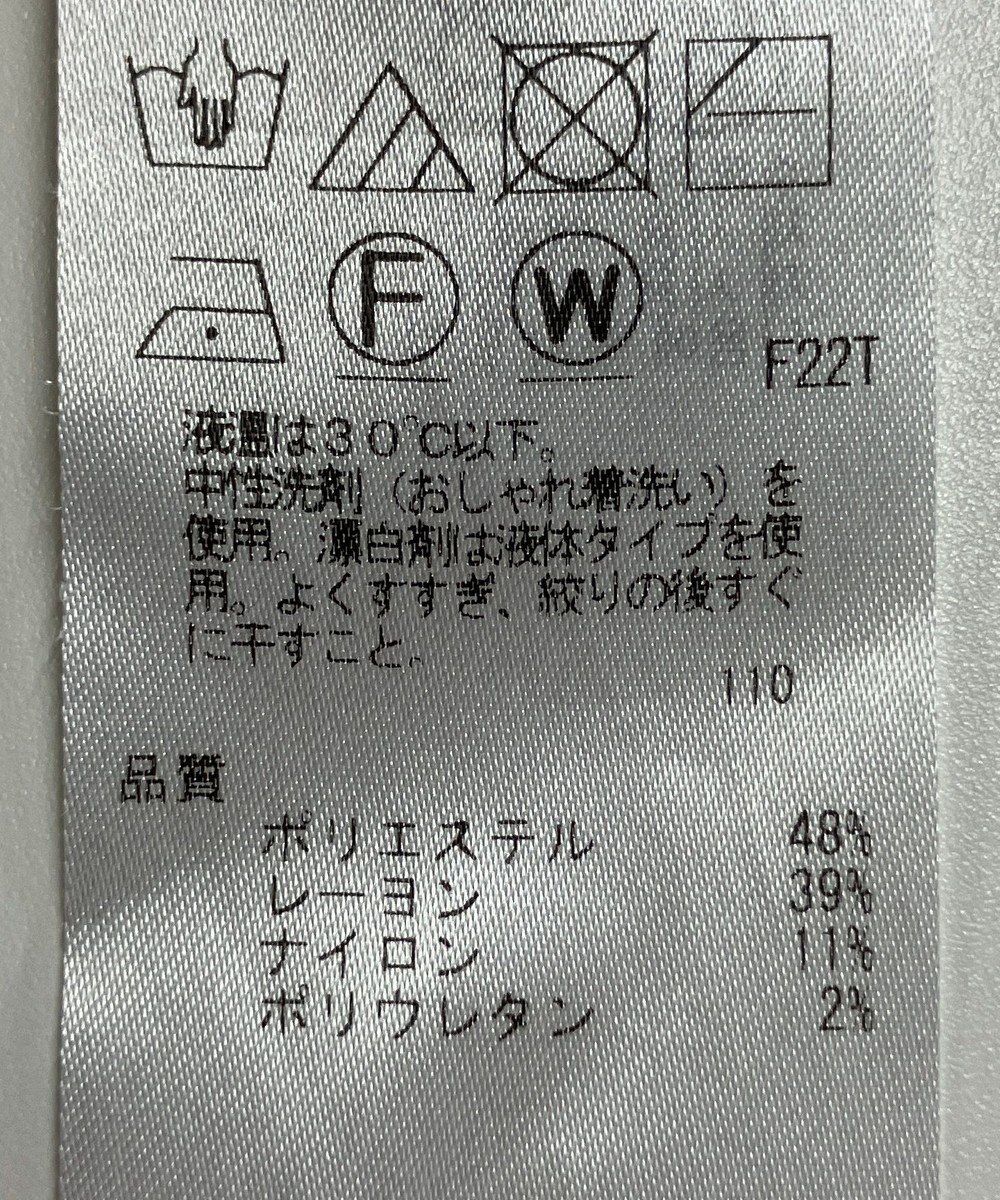 F
W
F22T
液温は30℃以下。
中性洗剤（おしゃれ着洗い）を
使用。漂白剤は液体タイプを使
用。よくすすぎ、絞りの後すぐ
に干すこと。
110
品質
ポリエステル 48%
レーヨン 39%
ナイロン 11%
ポリウレタン 2%